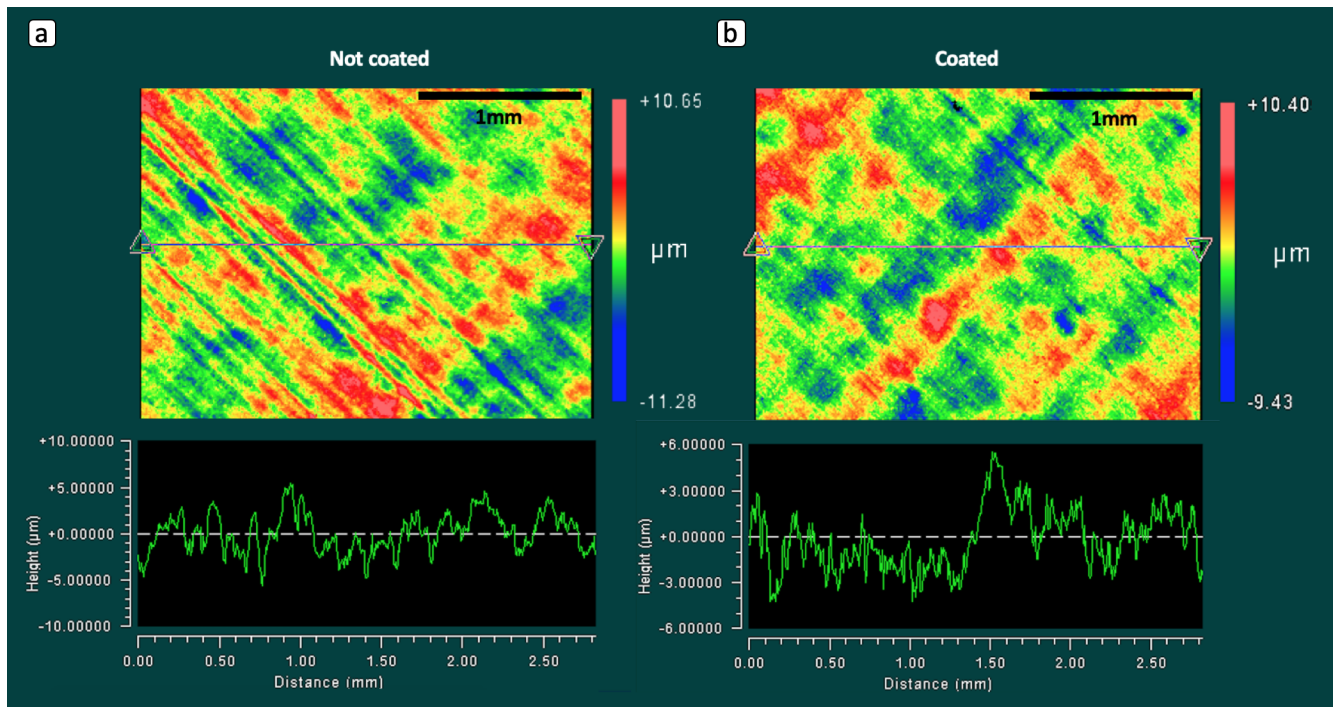 a
Not coated
1mm
+10.65
µm
-11.28
+10.00000
+5.00000
+0.00000
-5.00000
-10.00000
Height (µm)
0.00
0.50
1.00
1.50
2.00
2.50
Distance (mm)
b
Coated
1mm
+10.40
µm
-9.43
+6.00000
+3.00000
+0.00000
-3.00000
-6.00000
Height (µm)
0.00
0.50
1.00
1.50
2.00
2.50
Distance (mm)